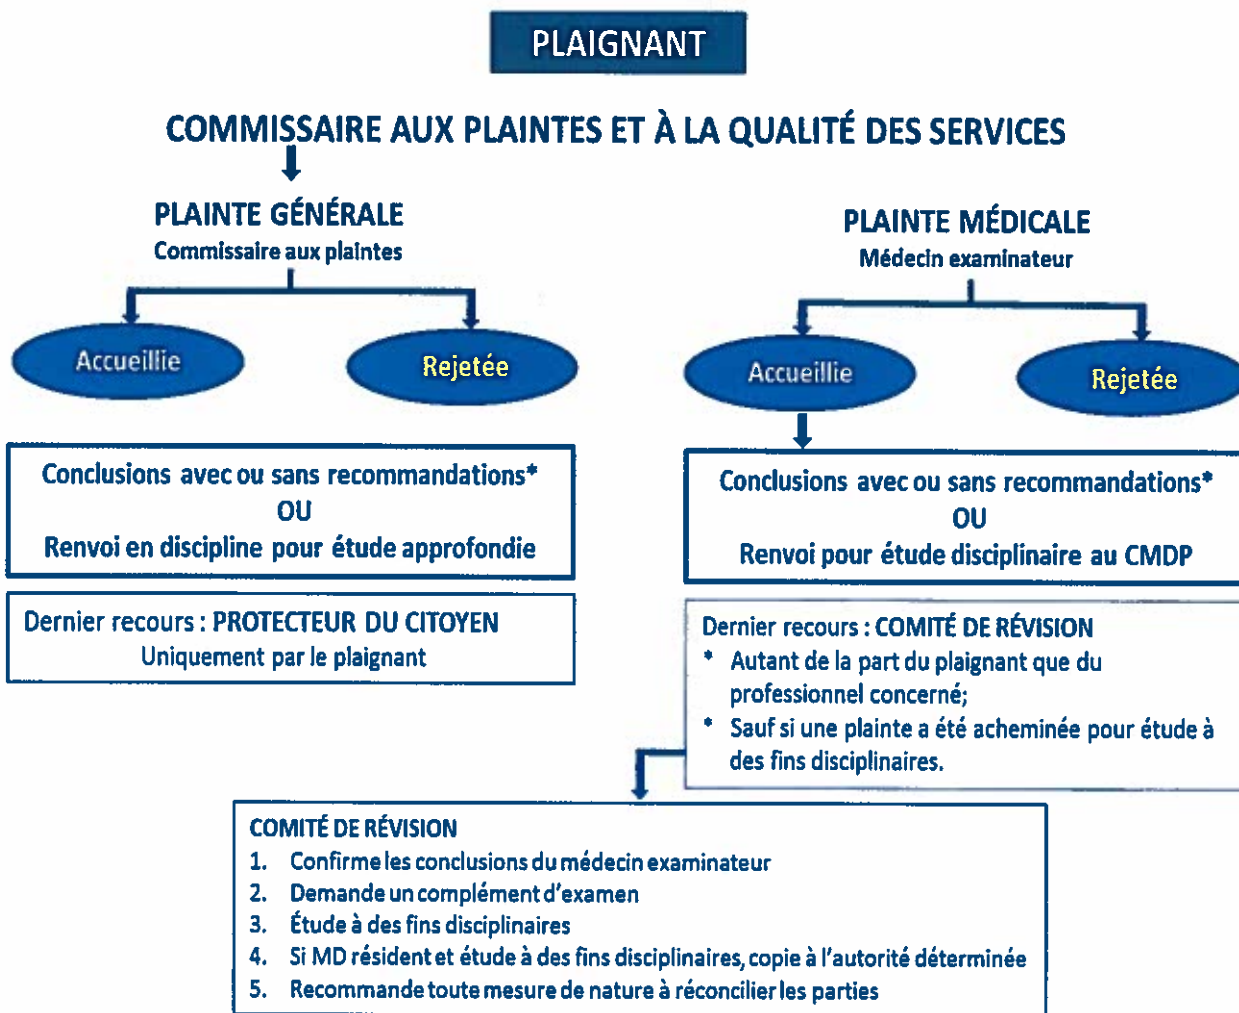 PLAIGNANT
COMMISSAIRE AUX PLAINTES ET À LA QUALITÉ DES SERVICES
PLAINTE GÉNÉRALE
Commissaire aux plaintes
Accueillie
Rejetée
Conclusions avec ou sans recommandations*
OU
Renvoi en discipline pour étude approfondie
Dernier recours : PROTECTEUR DU CITOYEN
Uniquement par le plaignant
PLAINTE MÉDICALE
Médecin examinateur
Accueillie
Rejetée
Conclusions avec ou sans recommandations*
OU
Renvoi pour étude disciplinaire au CMDP
Dernier recours : COMITÉ DE RÉVISION
* Autant de la part du plaignant que du
professionnel concerné;
* Sauf si une plainte a été acheminée pour étude à
des fins disciplinaires.
COMITÉ DE RÉVISION
1. Confirme les conclusions du médecin examinateur
2. Demande un complément d'examen
3. Étude à des fins disciplinaires
4. Si MD résident et étude à des fins disciplinaires, copie à l'autorité déterminée
5. Recommande toute mesure de nature à réconcilier les parties